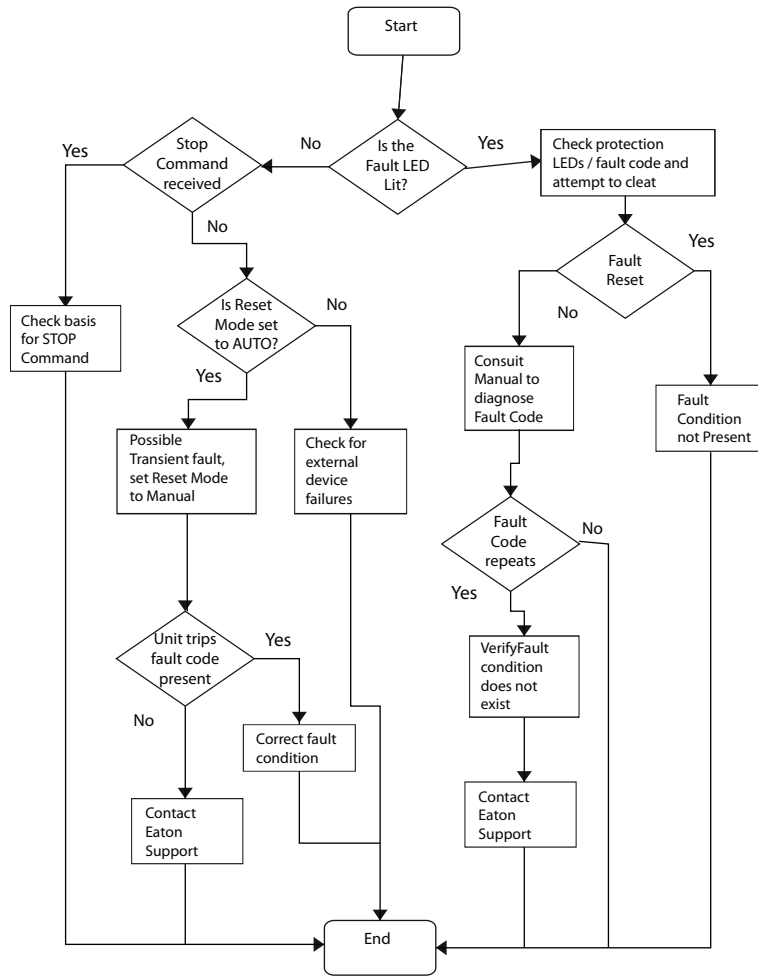 Start
Is the
Fault LED
Lit?
No
Yes
Stop
Command
received
Yes
No
Check protection
LEDs / fault code and
attempt to cleat
Fault
Reset
Yes
No
Check basis
for STOP
Command
Is Reset
Mode set
to AUTO?
No
Yes
Consuit
Manual to
diagnose
Fault Code
Fault
Condition
not Present
Possible
Transient fault,
set Reset Mode
to Manual
Check for
external
device
failures
Fault
Code
repeats
No
Yes
Unit trips
fault code
present
Yes
No
VerifyFault
condition
does not
exist
Correct fault
condition
Contact
Eaton
Support
Contact
Eaton
Support
End